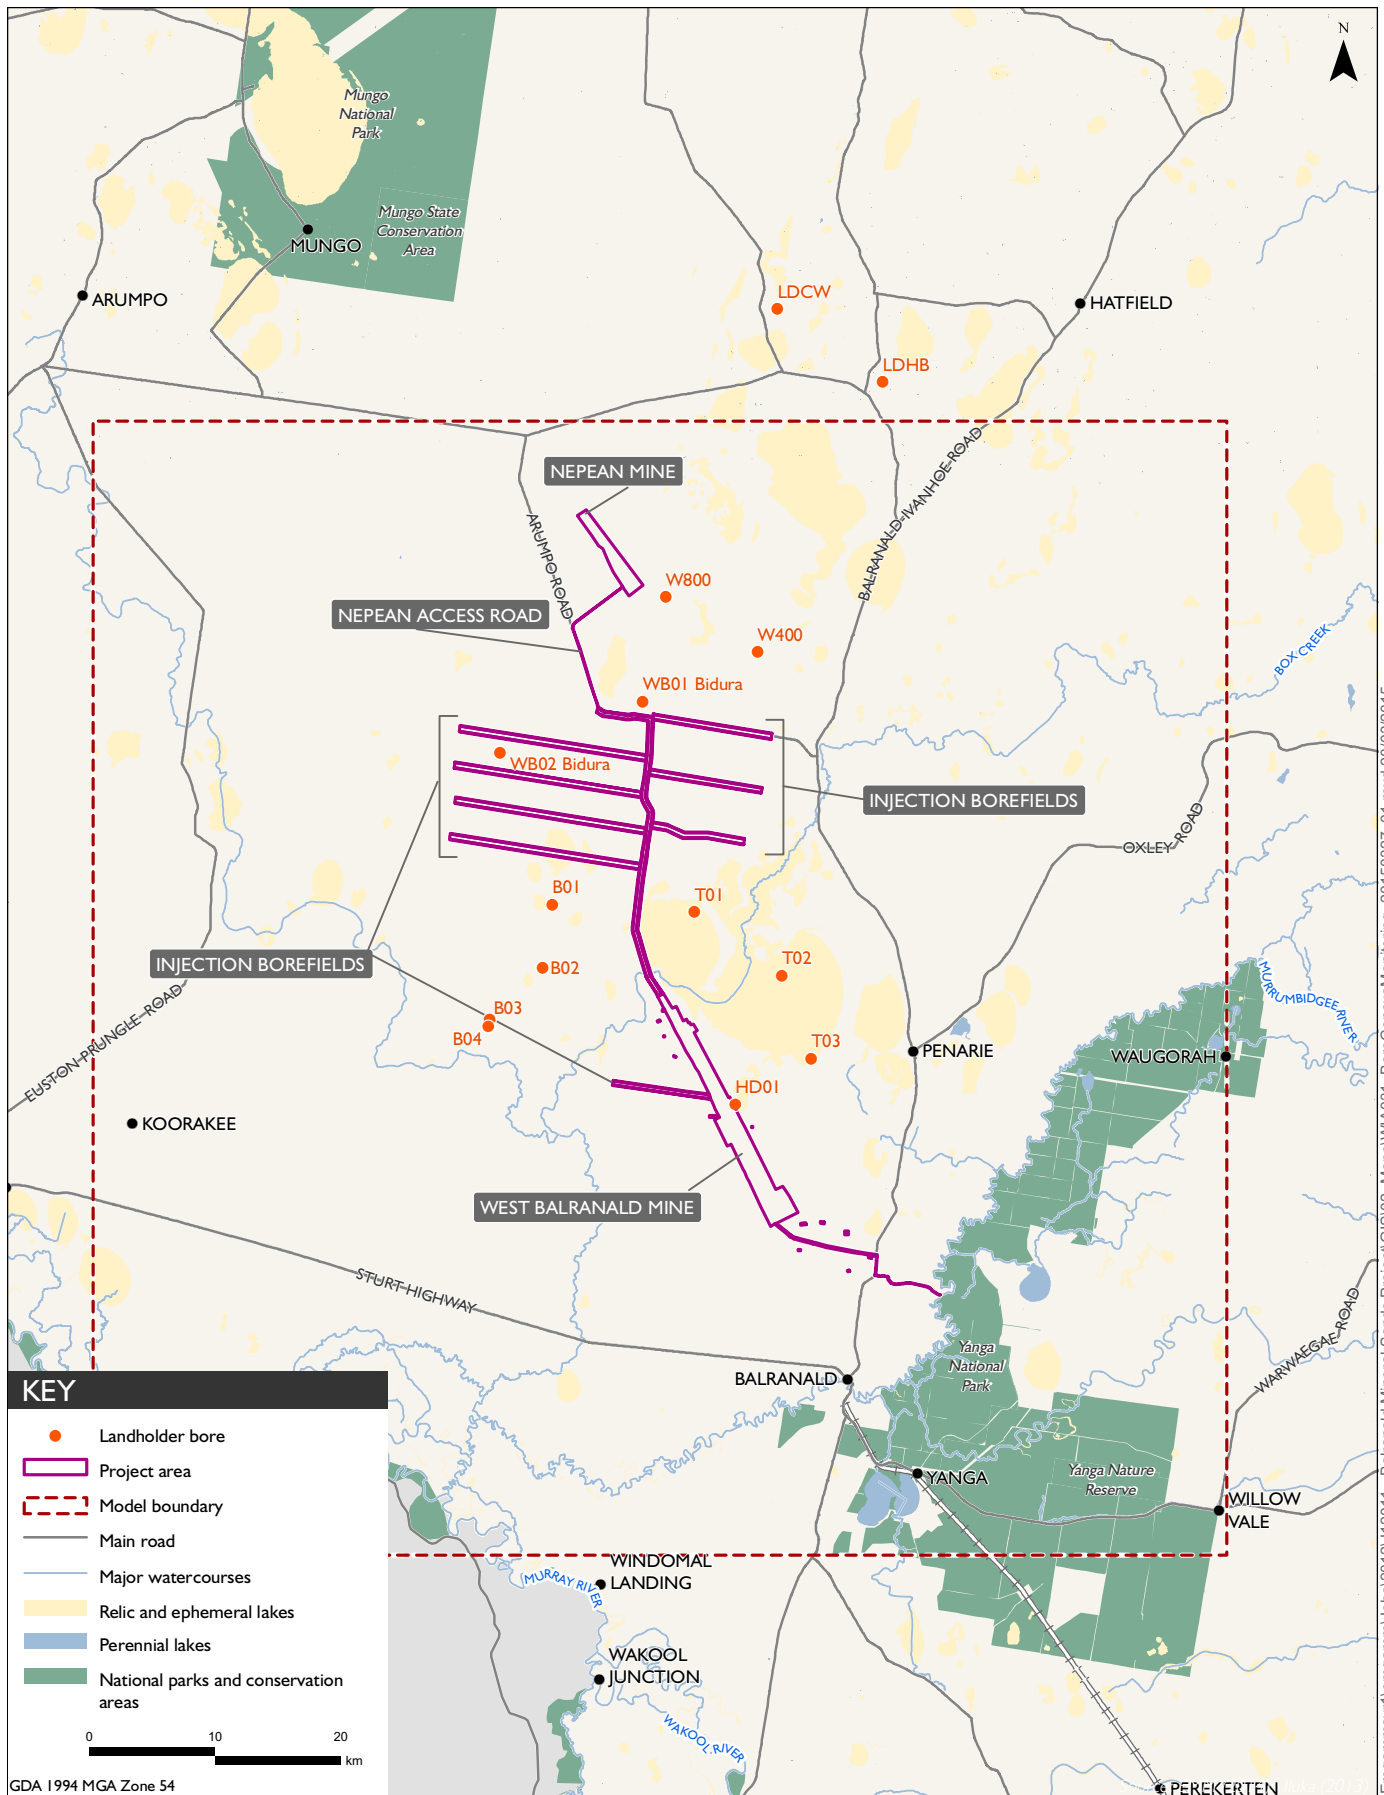 N
Mungo
National
Park
Mungo State
Conservation
Area
MUNGO
ARUMPO
LDCW
HATFIELD
LDHB
NEPEAN MINE
BALRANALD-IVANHOE ROAD
ARUMPO ROAD
W800
NEPEAN ACCESS ROAD
W400
BOX CREEK
WB01 Bidura
WB02 Bidura
INJECTION BOREFIELDS
OXLEY ROAD
B01
T01
INJECTION BOREFIELDS
B02
T02
MURRUMBIDGEE RIVER
EUSTON PRUNGLE ROAD
B03
B04
T03
PENARIE
WAUGORAH
HD01
KOORAKEE
WEST BALRANALD MINE
STURT HIGHWAY
WARWAEGAE ROAD
Yanga
National
Park
BALRANALD
YANGA
Yanga Nature
Reserve
WILLOW
VALE
WINDOMAL
LANDING
MURRAY RIVER
WAKOOL
JUNCTION
WAKOOL RIVER
PEREKERTEN
KEY
Landholder bore
Project area
Model boundary
Main road
Major watercourses
Relic and ephemeral lakes
Perennial lakes
National parks and conservation
areas
0 10 20
km
GDA 1994 MGA Zone 54